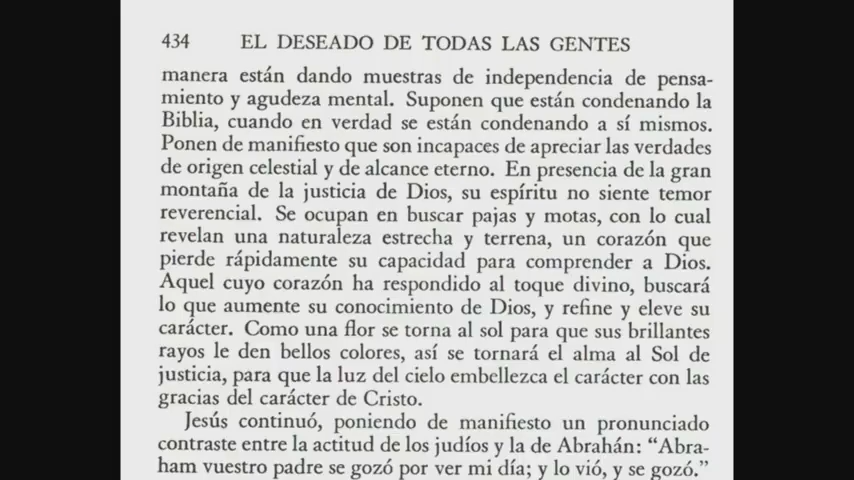 434 EL DESEADO DE TODAS LAS GENTES
manera están dando muestras de independencia de pensa-
miento y agudeza mental. Suponen que están condenando la
Biblia, cuando en verdad se están condenando a sí mismos.
Ponen de manifiesto que son incapaces de apreciar las verdades
de origen celestial y de alcance eterno. En presencia de la gran
montaña de la justicia de Dios, su espíritu no siente temor
reverencial. Se ocupan en buscar pajas y motas, con lo cual
revelan una naturaleza estrecha y terrena, un corazón que
pierde rápidamente su capacidad para comprender a Dios.
Aquel cuyo corazón ha respondido al toque divino, buscará
lo que aumente su conocimiento de Dios, y refine y eleve su
carácter. Como una flor se torna al sol para que sus brillantes
rayos le den bellos colores, así se tornará el alma al Sol de
justicia, para que la luz del cielo embellezca el carácter con las
gracias del carácter de Cristo.
Jesús continuó, poniendo de manifiesto un pronunciado
contraste entre la actitud de los judíos y la de Abrahán: “Abra-
ham vuestro padre se gozó por ver mi día; y lo vió, y se gozó.”